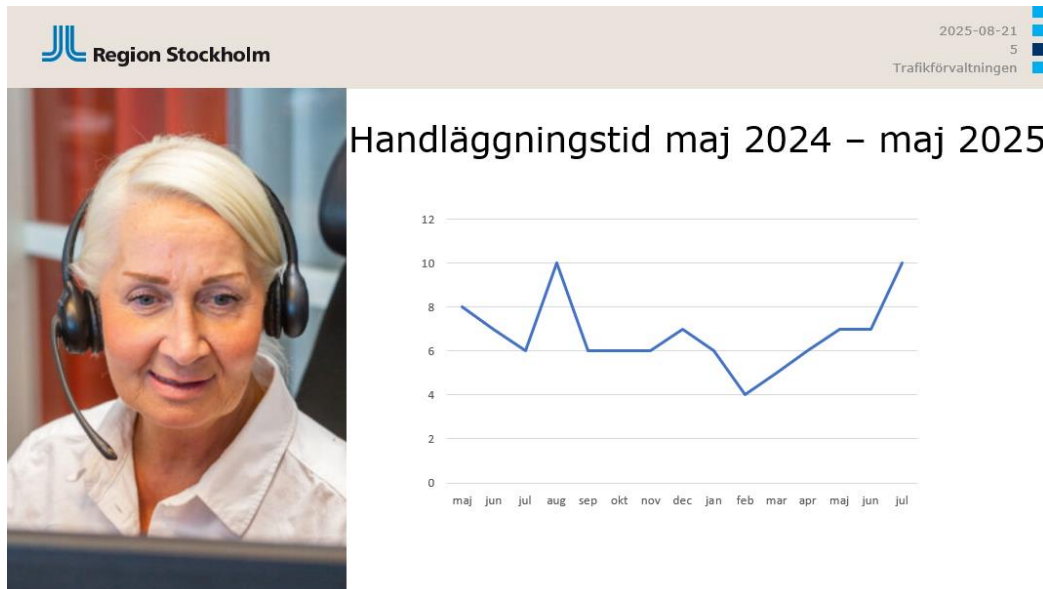 Region Stockholm
2025-08-21
5
Trafikförvaltningen
Handläggningstid maj 2024 – maj 2025
12
10
8
6
4
2
0
maj jun jul aug sep okt nov dec jan feb mar apr maj jun jul